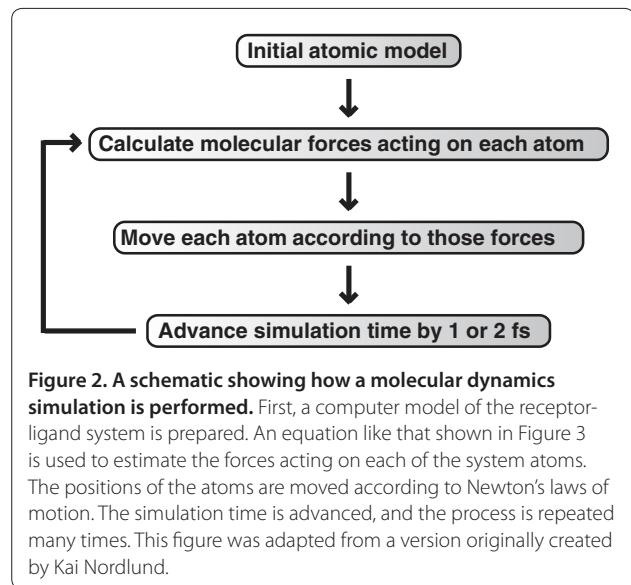 Initial atomic model
Calculate molecular forces acting on each atom
Move each atom according to those forces
Advance simulation time by 1 or 2 fs
Figure 2. A schematic showing how a molecular dynamics
simulation is performed. First, a computer model of the receptor-
ligand system is prepared. An equation like that shown in Figure 3
is used to estimate the forces acting on each of the system atoms.
The positions of the atoms are moved according to Newton's laws of
motion. The simulation time is advanced, and the process is repeated
many times. This figure was adapted from a version originally created
by Kai Nordlund.